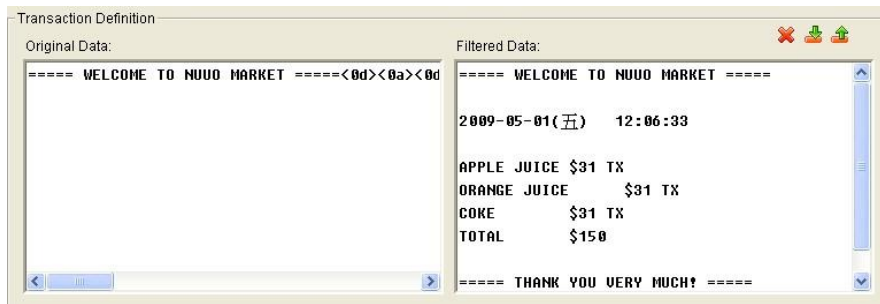 Transaction Definition
Original Data:
===== WELCOME TO NUUO MARKET =====<0d><0a><0d
Filtered Data:
===== WELCOME TO NUUO MARKET =====
2009-05-01(五) 12:06:33
APPLE JUICE $31 TX
ORANGE JUICE $31 TX
COKE $31 TX
TOTAL $150
===== THANK YOU VERY MUCH! =====